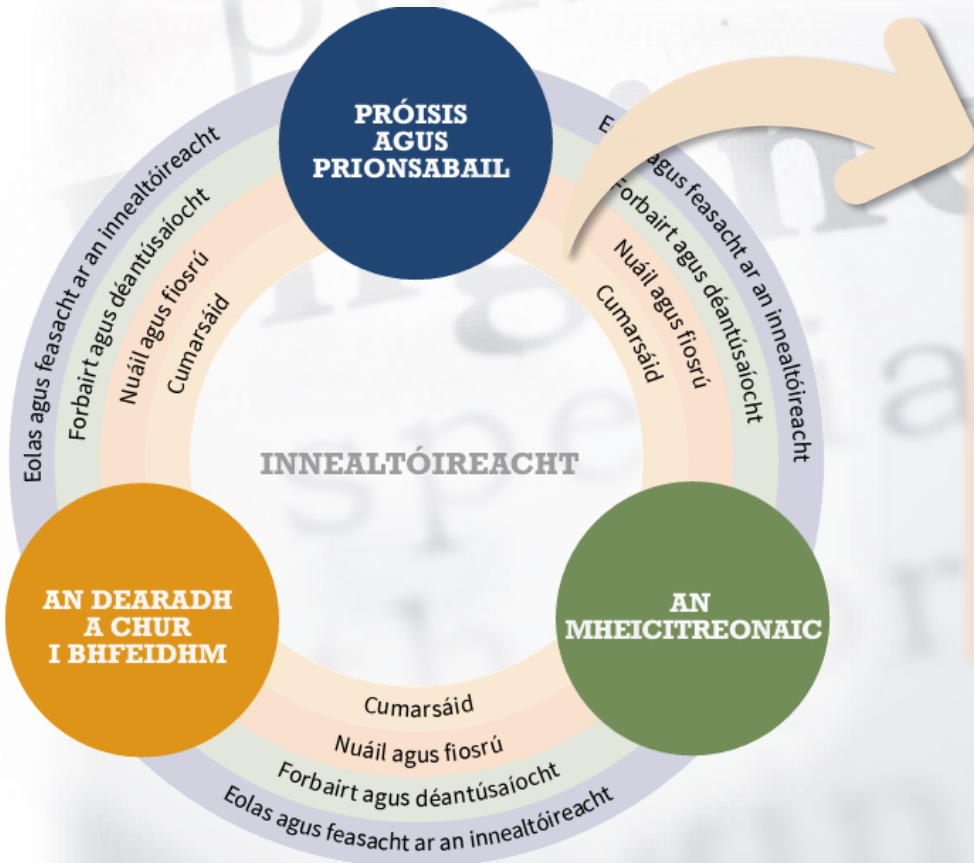 PRÓISIS
AGUS
PRIONSABAIL
Eolas agus feasacht ar an innealtóireacht
Forbairt agus déantúsaíocht
Nuáil agus fiosrú
Cumarsáid
agus feasacht ar an innealtóireacht
Forbairt agus déantúsaíocht
Nuáil agus fiosrú
Cumarsáid
INNEALTÓIREACHT
AN DEARADH
A CHUR
I BHFEIDHM
AN
MHEICITREONAIC
Cumarsáid
Nuáil agus fiosrú
Forbairt agus déantúsaíocht
Eolas agus feasacht ar an innealtóireacht